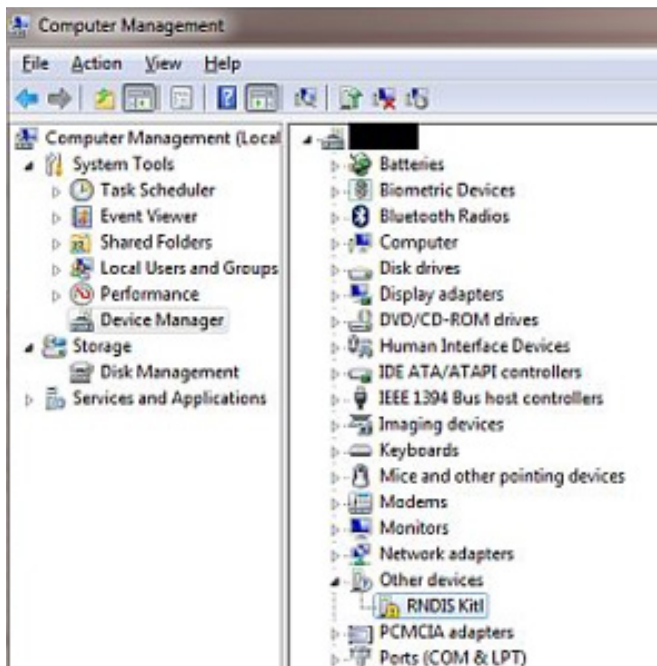 Computer Management
File Action View Help
Computer Management (Local
System Tools
Task Scheduler
Event Viewer
Shared Folders
Local Users and Groups
Performance
Device Manager
Storage
Disk Management
Services and Applications
Batteries
Biometric Devices
Bluetooth Radios
Computer
Disk drives
Display adapters
DVD/CD-ROM drives
Human Interface Devices
IDE ATA/ATAPI controllers
IEEE 1394 Bus host controllers
Imaging devices
Keyboards
Mice and other pointing devices
Modems
Monitors
Network adapters
Other devices
RNDIS Kitl
PCMCIA adapters
Ports (COM & LPT)